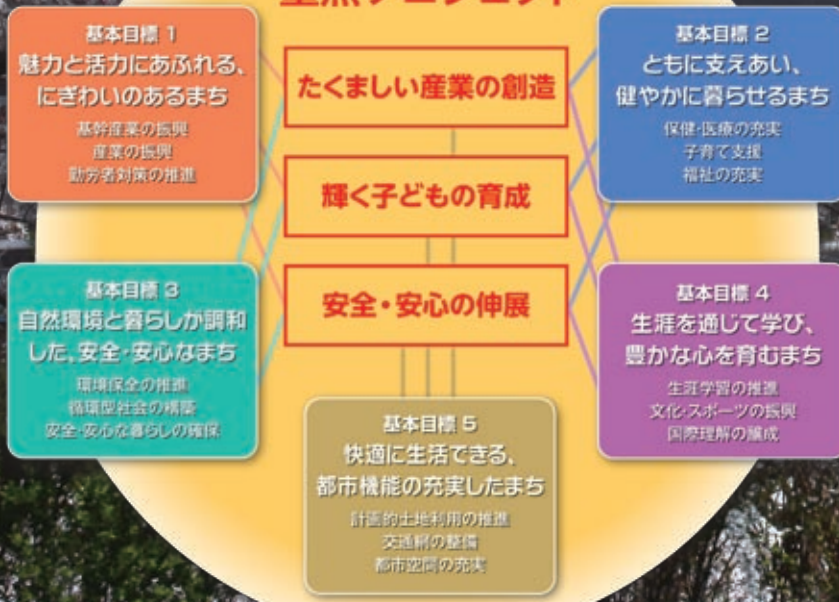 重点プロジェクト
基本目標 1
魅力と活力にあふれる、
にぎわいのあるまち
基幹産業の振興
産業の振興
勤労者対策の推進
たくましい産業の創造
輝く子どもの育成
安全・安心の伸展
基本目標 2
ともに支えあい、
健やかに暮らせるまち
保健・医療の充実
子育て支援
福祉の充実
基本目標 3
自然環境と暮らしが調和
した、安全・安心なまち
環境保全の推進
循環型社会の構築
安全・安心な暮らしの確保
基本目標 4
生涯を通じて学び、
豊かな心を育むまち
生涯学習の推進
文化・スポーツの振興
国際理解の醸成
基本目標 5
快適に生活できる、
都市機能の充実したまち
計画的土地利用の推進
交通網の整備
都市空間の充実